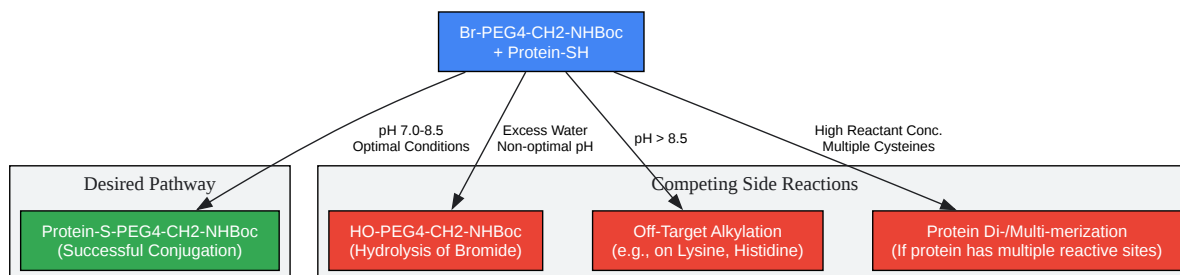 Br-PEG4-CH2-NHBoc
+ Protein-SH
pH 7.0-8.5
Optimal Conditions
Excess Water
Non-optimal pH
pH > 8.5
High Reactant Conc.
Multiple Cysteines
Desired Pathway
Competing Side Reactions
Protein-S-PEG4-CH2-NHBoc
(Successful Conjugation)
HO-PEG4-CH2-NHBoc
(Hydrolysis of Bromide)
Off-Target Alkylation
(e.g., on Lysine, Histidine)
Protein Di-/Multi-merization
(If protein has multiple reactive sites)